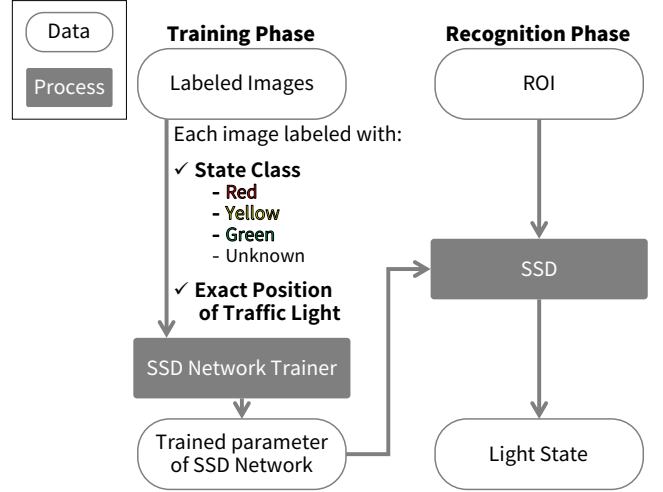 Data
Process
Training Phase
Labeled Images
Each image labeled with:
✓ State Class
- Red
- Yellow
- Green
- Unknown
✓ Exact Position
of Traffic Light
SSD Network Trainer
Trained parameter
of SSD Network
Recognition Phase
ROI
SSD
Light State